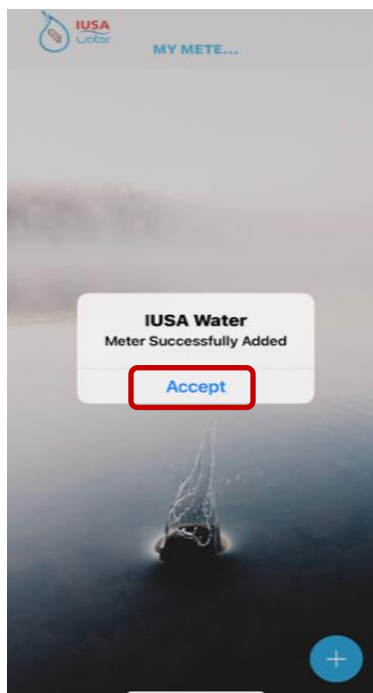 IUSA
water
MY METE...
IUSA Water
Meter Successfully Added
Accept
+